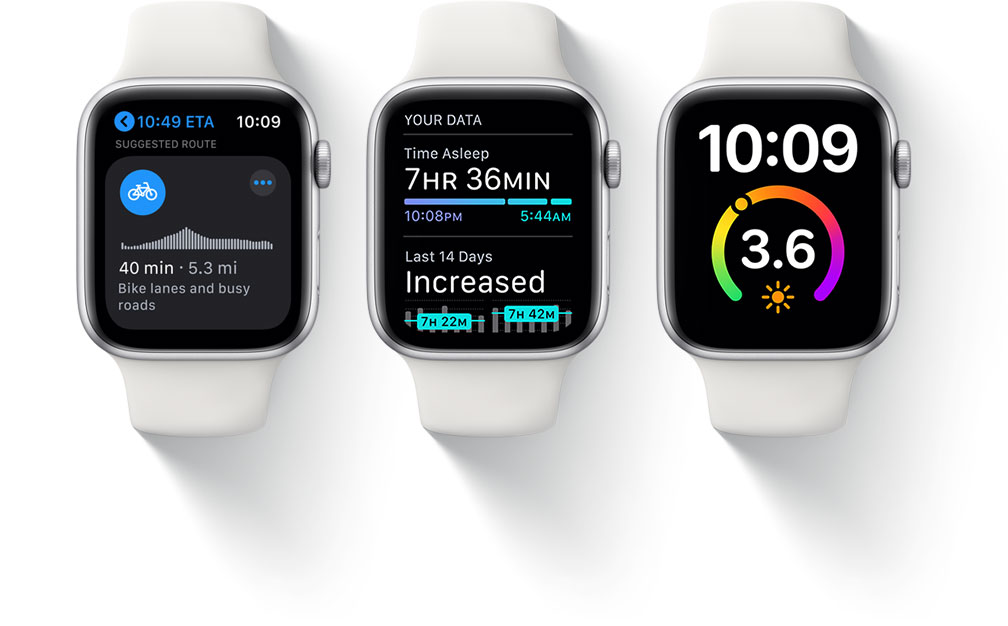 10:49 ETA 10:09
SUGGESTED ROUTE
40 min · 5.3 mi
Bike lanes and busy
roads
YOUR DATA
Time Asleep
7HR 36MIN
10:08PM 5:44AM
Last 14 Days
Increased
7H 22M 7H 42M
10:09
3.6